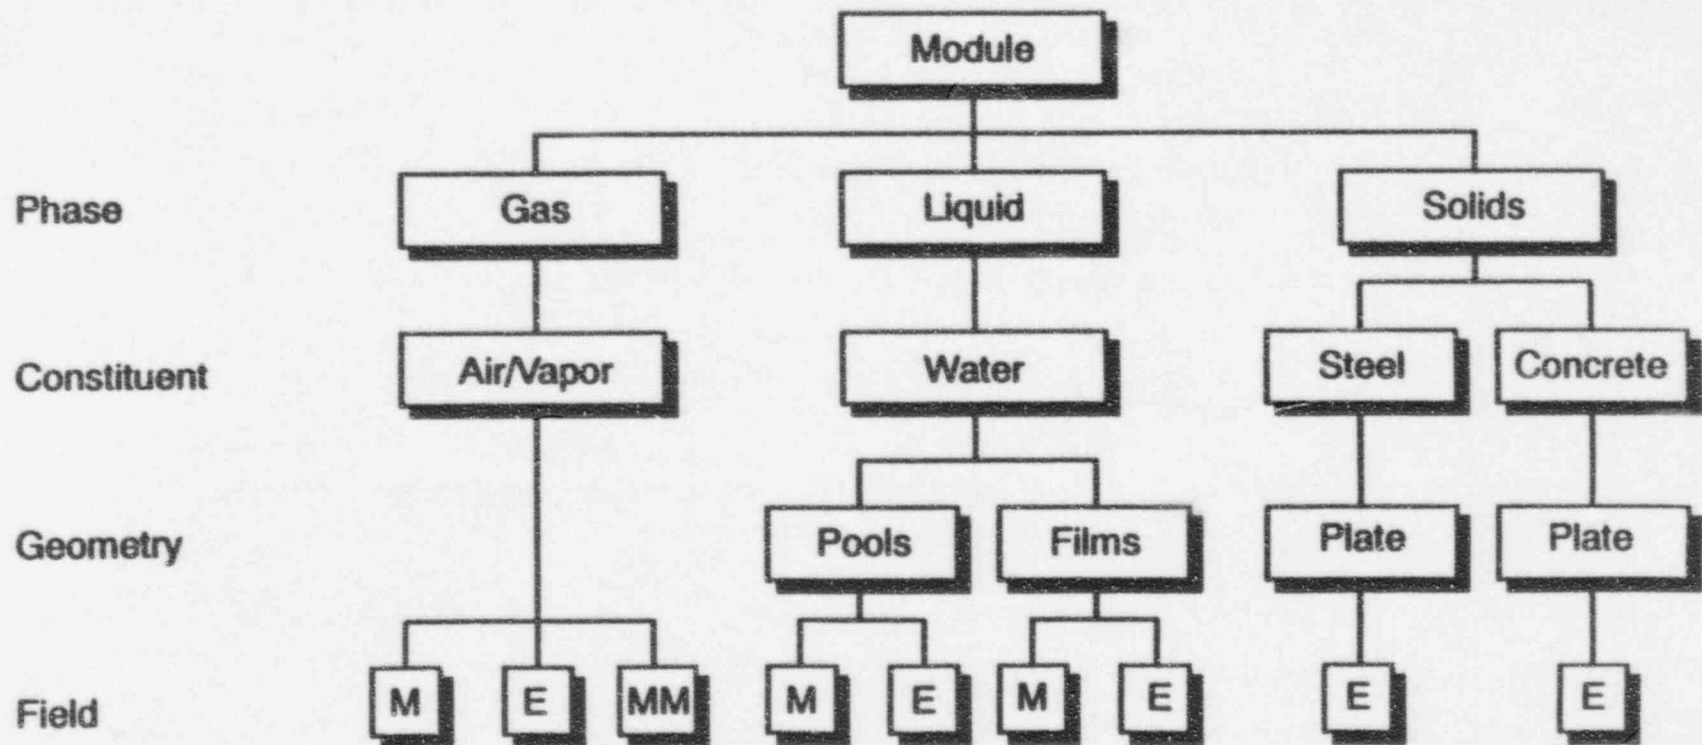 Module
Phase Gas Liquid Solids
Constituent Air/Vapor Water Steel Concrete
Geometry Pools Films Plate Plate
Field M E MM M E M E E E